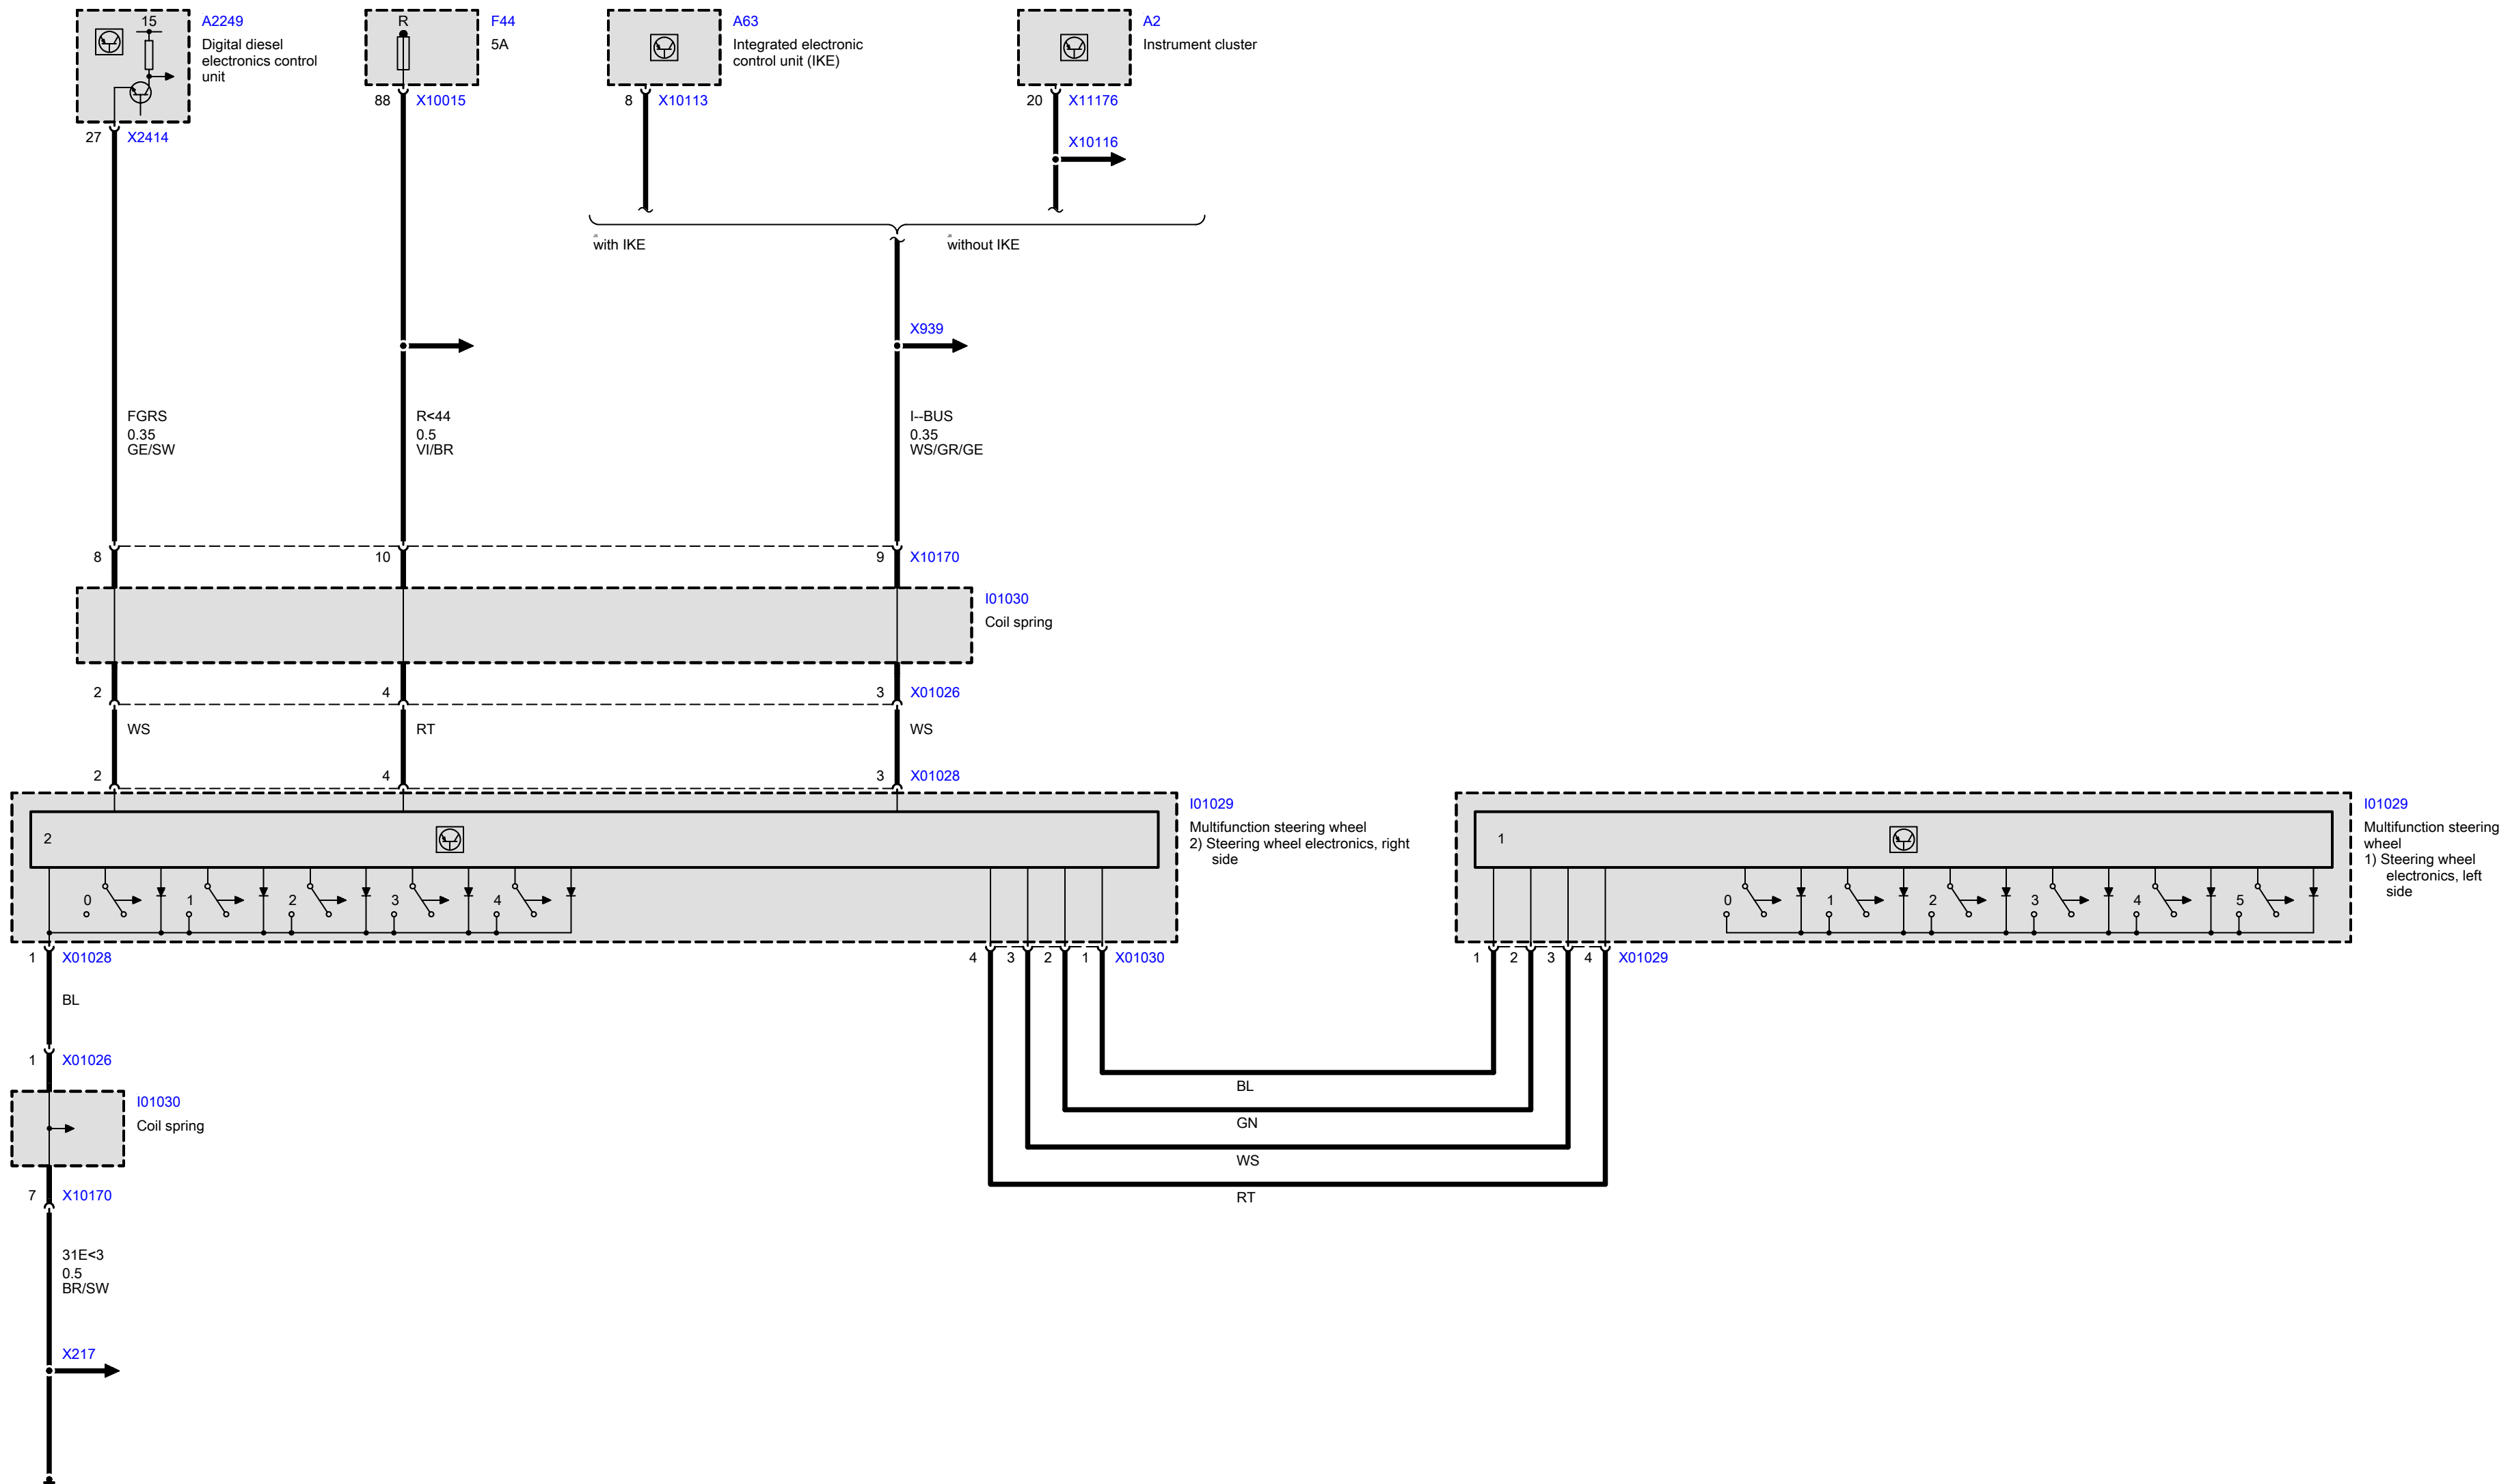 15
A2249
Digital diesel
electronics control
unit
27
X2414
R
F44
5A
88
X10015
A63
Integrated electronic
control unit (IKE)
8
X10113
A2
Instrument cluster
20
X11176
X10116
with IKE
without IKE
X939
FGRS
0.35
GE/SW
R<44
0.5
VI/BR
I--BUS
0.35
WS/GR/GE
8
10
9
X10170
I01030
Coil spring
2
4
3
X01026
WS
RT
WS
2
4
3
X01028
2
I01029
Multifunction steering wheel
2) Steering wheel electronics, right
side
0
1
2
3
4
1
I01029
Multifunction steering
wheel
1) Steering wheel
electronics, left
side
0
1
2
3
4
5
1
X01028
4
3
2
1
X01030
1
2
3
4
X01029
BL
1
X01026
BL
GN
WS
RT
I01030
Coil spring
7
X10170
31E<3
0.5
BR/SW
X217